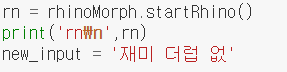 rn = rhinoMorph.startRhino()
print('rn₩n',rn)
new_input = '재미 더럽 없'